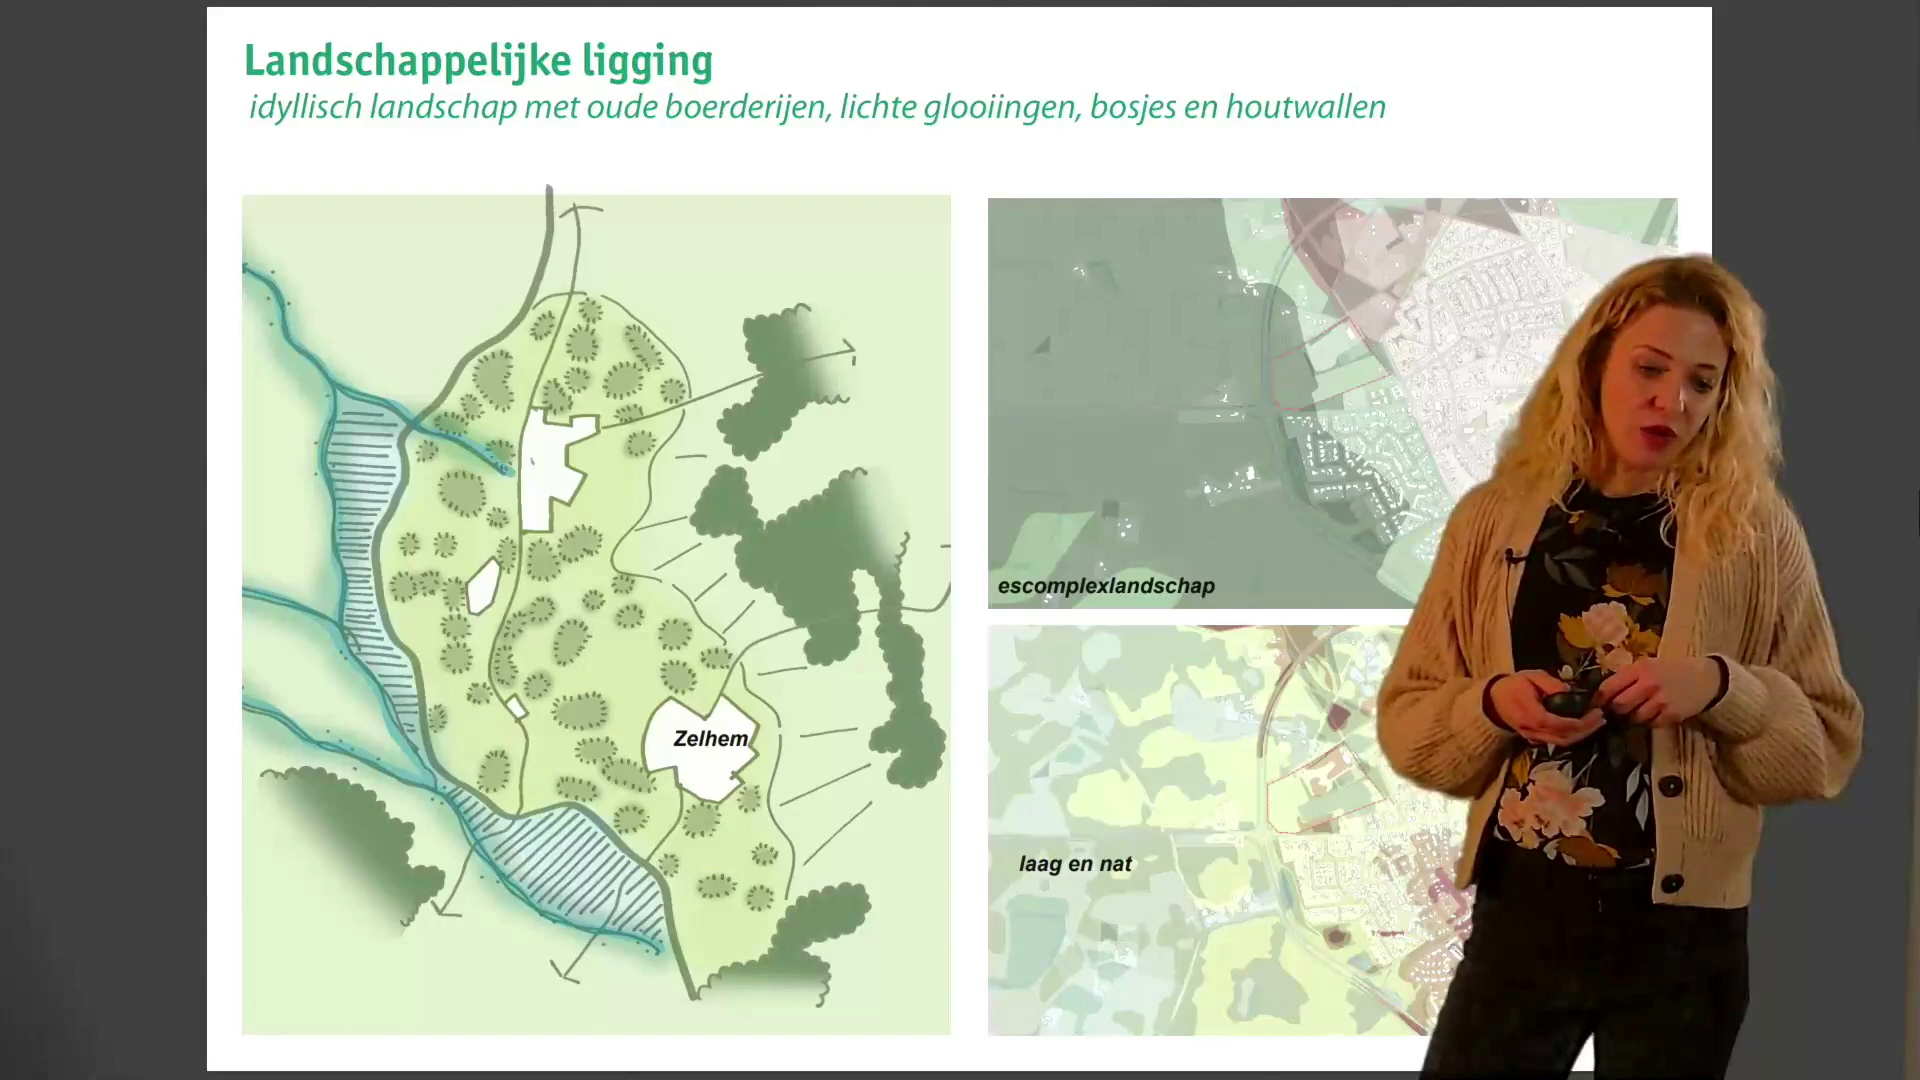 Landschappelijke ligging
idyllisch landschap met oude boerderijen, lichte glooiingen, bosjes en houtwallen
Zelhem
escomplexlandschap
laag en nat